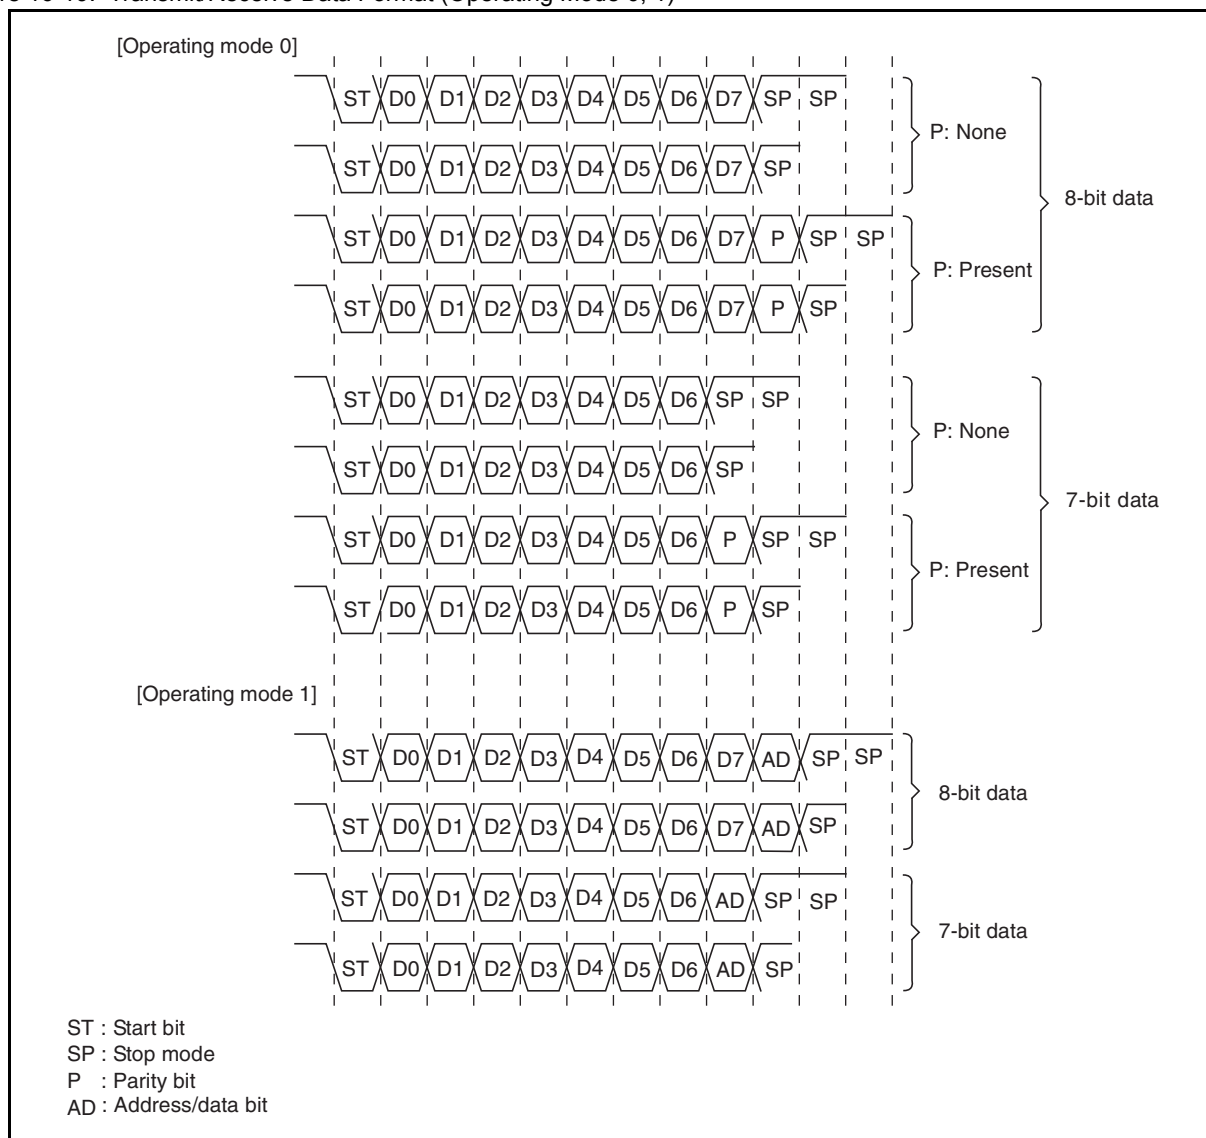 Transmit/Receive Data Format (Operating Mode 0, 1)
[Operating mode 0]
ST D0 D1 D2 D3 D4 D5 D6 D7 SP SP
P: None
ST D0 D1 D2 D3 D4 D5 D6 D7 SP
8-bit data
ST D0 D1 D2 D3 D4 D5 D6 D7 P SP SP
P: Present
ST D0 D1 D2 D3 D4 D5 D6 D7 P SP
ST D0 D1 D2 D3 D4 D5 D6 SP SP
P: None
ST D0 D1 D2 D3 D4 D5 D6 SP
7-bit data
ST D0 D1 D2 D3 D4 D5 D6 P SP SP
P: Present
ST D0 D1 D2 D3 D4 D5 D6 P SP
[Operating mode 1]
ST D0 D1 D2 D3 D4 D5 D6 D7 AD SP SP
8-bit data
ST D0 D1 D2 D3 D4 D5 D6 D7 AD SP
ST D0 D1 D2 D3 D4 D5 D6 AD SP SP
7-bit data
ST D0 D1 D2 D3 D4 D5 D6 AD SP
ST : Start bit
SP : Stop mode
P : Parity bit
AD : Address/data bit